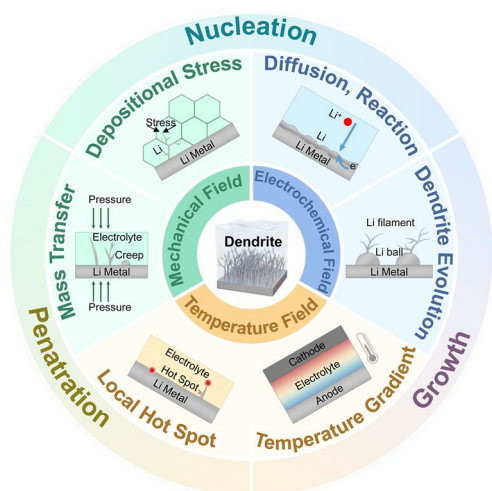 Nucleation
Depositional Stress
Diffusion, Reaction
Stress
Li
Li Metal
Li⁺
Li
Li Metal
e⁻
Mass Transfer
Pressure
Electrolyte
Creep
Li Metal
Pressure
Mechanical Field
Electrochemical Field
Dendrite
Temperature Field
Dendrite Evolution
Li filament
Li ball
Li Metal
Penatration
Growth
Local Hot Spot
Electrolyte
Hot Spot
Li Metal
Temperature Gradient
Cathode
Electrolyte
Anode